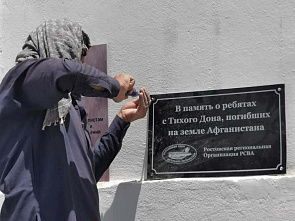 В память о ребятах
с Тихого Дона, погибших
на земле Афганистана
Ростовская региональная
Организация РСВА